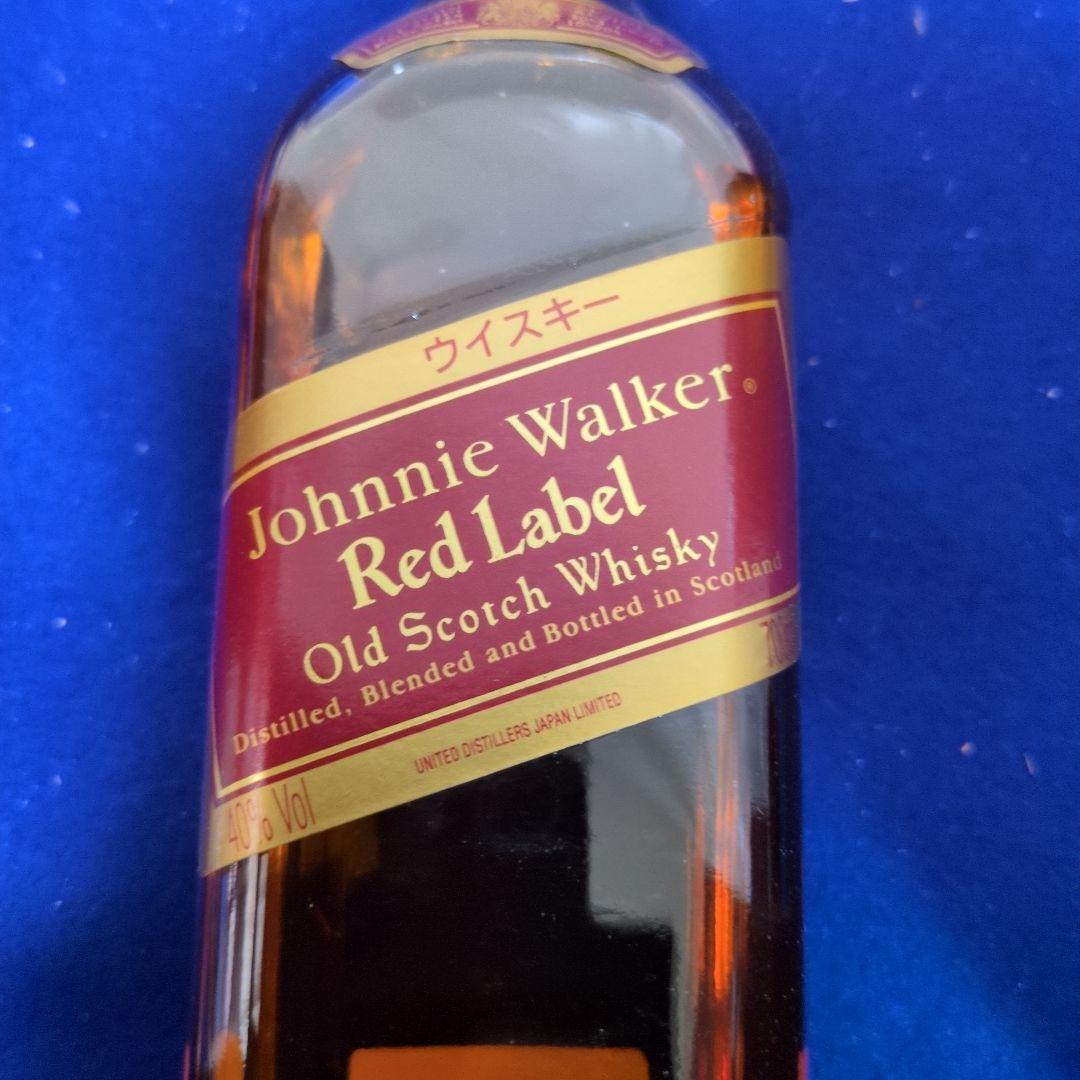 ウイスキー
Johnnie Walker®
Red Label
Old Scotch Whisky
Distilled, Blended and Bottled in Scotland
UNITED DISTILLERS JAPAN LIMITED
40% Vol